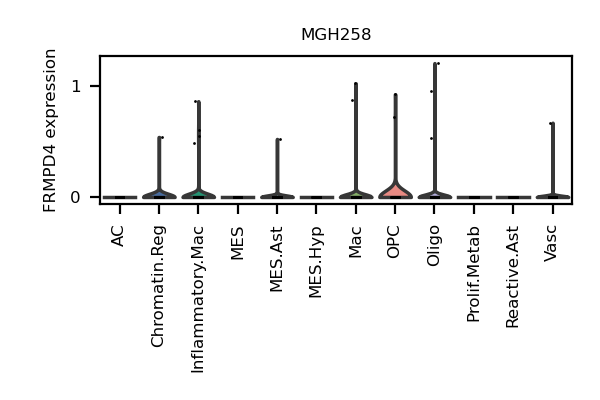 MGH258
FRMPD4 expression
1
0
AC
Chromatin.Reg
Inflammatory.Mac
MES
MES.Ast
MES.Hyp
Mac
OPC
Oligo
Prolif.Metab
Reactive.Ast
Vasc